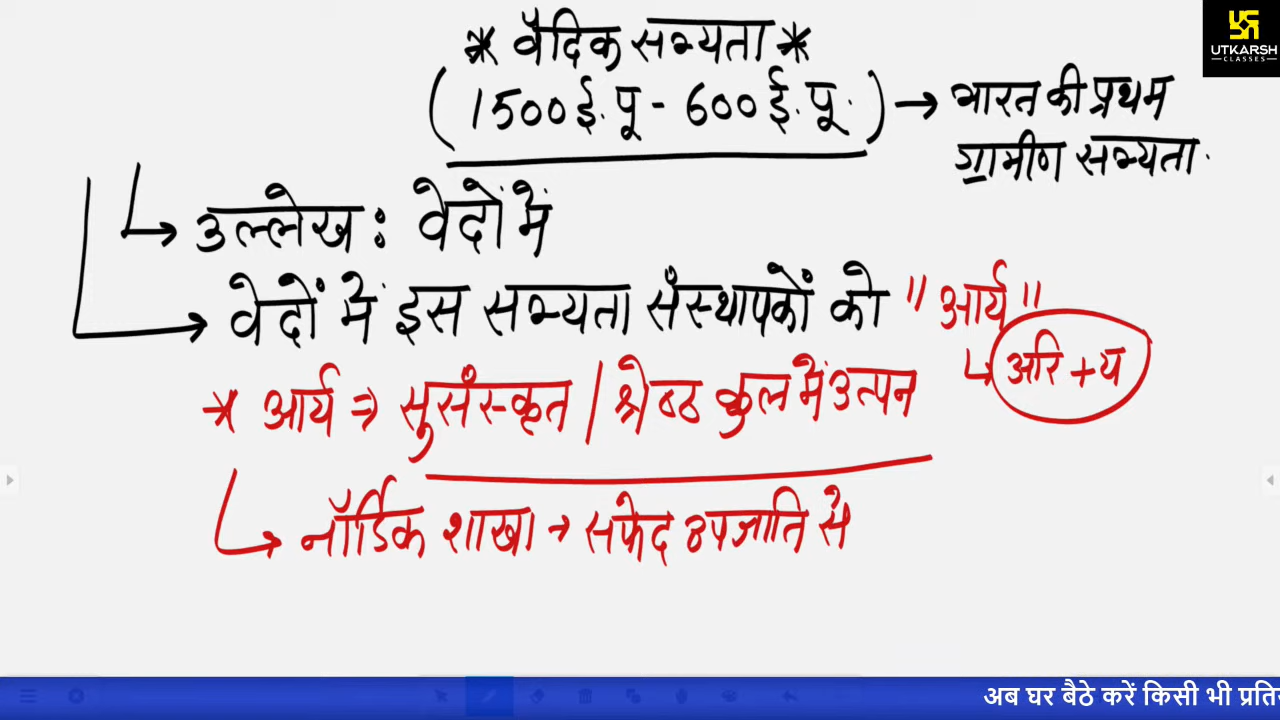 * वैदिक सभ्यता *
(1500 ई. पू - 600 ई. पू.) → भारत की प्रथम
ग्रामीण सभ्यता.
↳ उल्लेख : वेदों में
↳ वेदों में इस सभ्यता संस्थापकों को "आर्य"
↳ अरि + य
* आर्य ⇒ सुसंस्कृत / श्रेष्ठ कुल में उत्पन
↳ नॉर्डिक शाखा → सफेद उपजाति से
UTKARSH
CLASSES
अब घर बैठे करें किसी भी प्रति